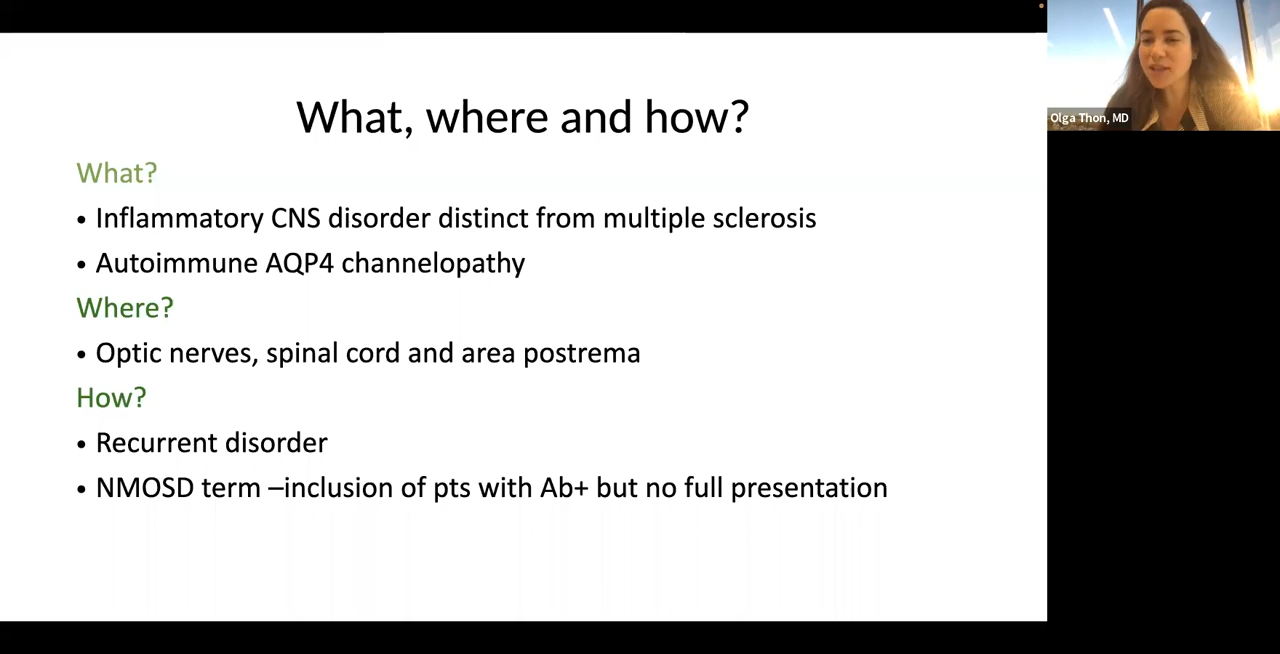 What, where and how?
What?
• Inflammatory CNS disorder distinct from multiple sclerosis
• Autoimmune AQP4 channelopathy
Where?
• Optic nerves, spinal cord and area postrema
How?
• Recurrent disorder
• NMOSD term –inclusion of pts with Ab+ but no full presentation
Olga Thon, MD